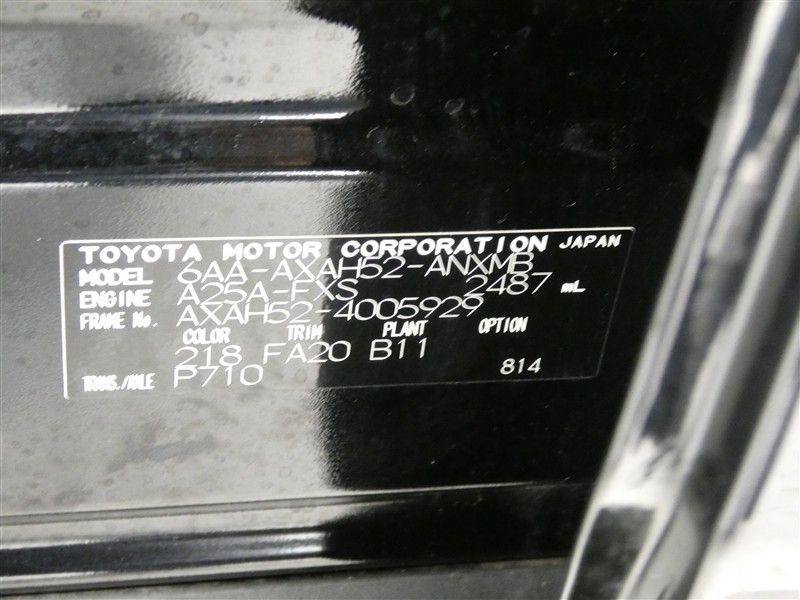 TOYOTA MOTOR CORPORATION JAPAN
MODEL 6AA-AXAH52-ANXMB
ENGINE A25A-FXS 2487 mL
FRAME No. AXAH52-4005929
COLOR TRIM PLANT OPTION
218 FA20 B11
TRANS./AXLE P710 814